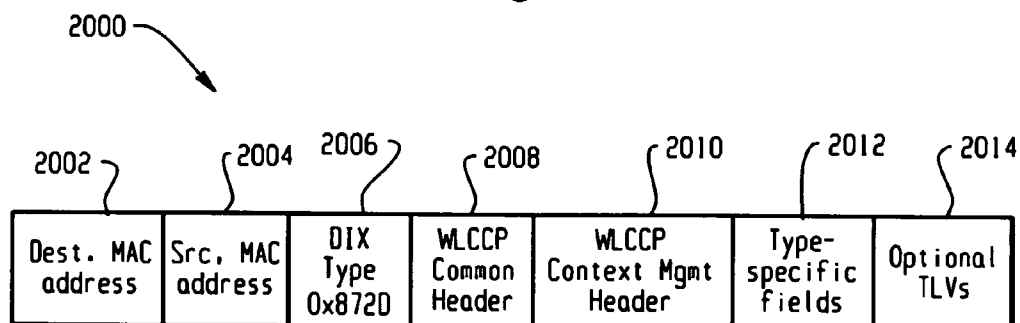 2000
2002
2004
2006
2008
2010
2012
2014
Dest. MAC
address
Src, MAC
address
DIX
Type
0x872D
WLCCP
Common
Header
WLCCP
Context Mgmt
Header
Type-
specific
fields
Optional
TLVs